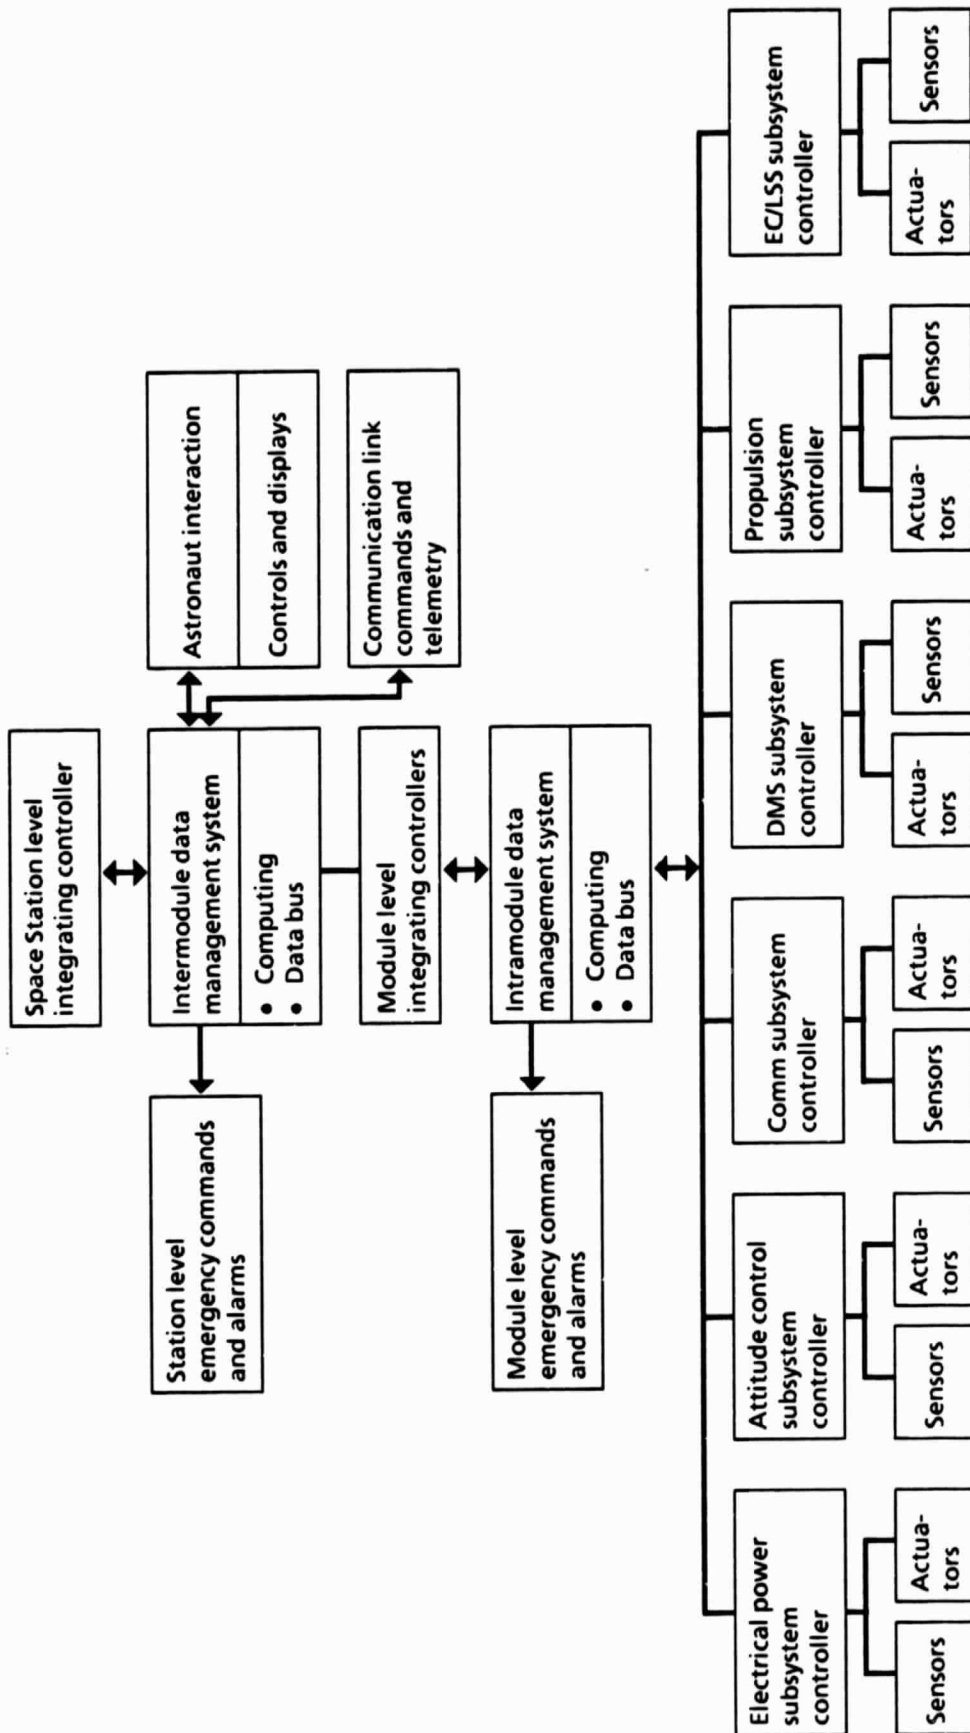 Space Station level
integrating controller
Station level
emergency commands
and alarms
Intermodule data
management system
• Computing
• Data bus
Astronaut interaction
Controls and displays
Communication link
commands and
telemetry
Module level
integrating controllers
Module level
emergency commands
and alarms
Intramodule data
management system
• Computing
• Data bus
Electrical power
subsystem
controller
Attitude control
subsystem
controller
Comm subsystem
controller
DMS subsystem
controller
Propulsion
subsystem
controller
EC/LSS subsystem
controller
Sensors
Actua-
tors
Sensors
Actua-
tors
Sensors
Actua-
tors
Actua-
tors
Sensors
Actua-
tors
Sensors
Actua-
tors
Sensors